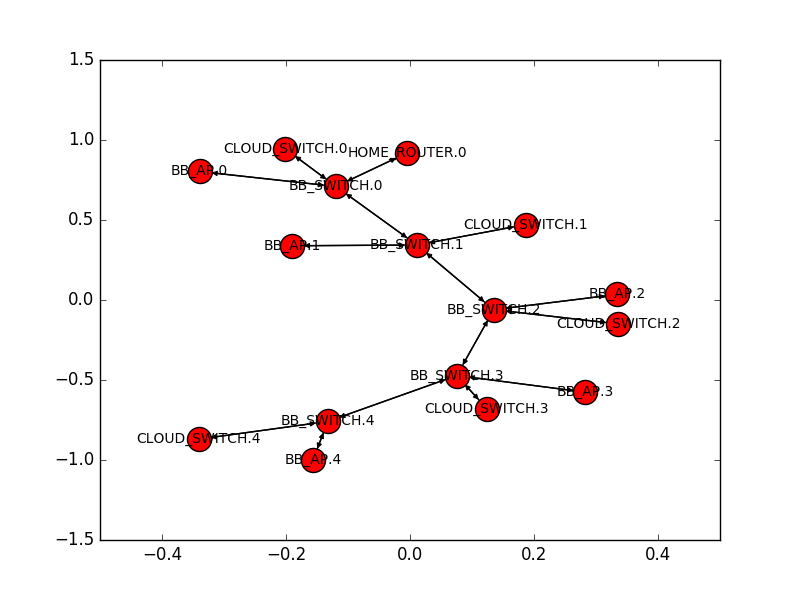 1.5
1.0
0.5
0.0
−0.5
−1.0
−1.5
CLOUD_SWITCH.0
HOME_ROUTER.0
BB_AP.0
BB_SWITCH.0
CLOUD_SWITCH.1
BB_AP.1
BB_SWITCH.1
BB_AP.2
BB_SWITCH.2
CLOUD_SWITCH.2
BB_SWITCH.3
BB_AP.3
CLOUD_SWITCH.3
BB_SWITCH.4
CLOUD_SWITCH.4
BB_AP.4
−0.4
−0.2
0.0
0.2
0.4